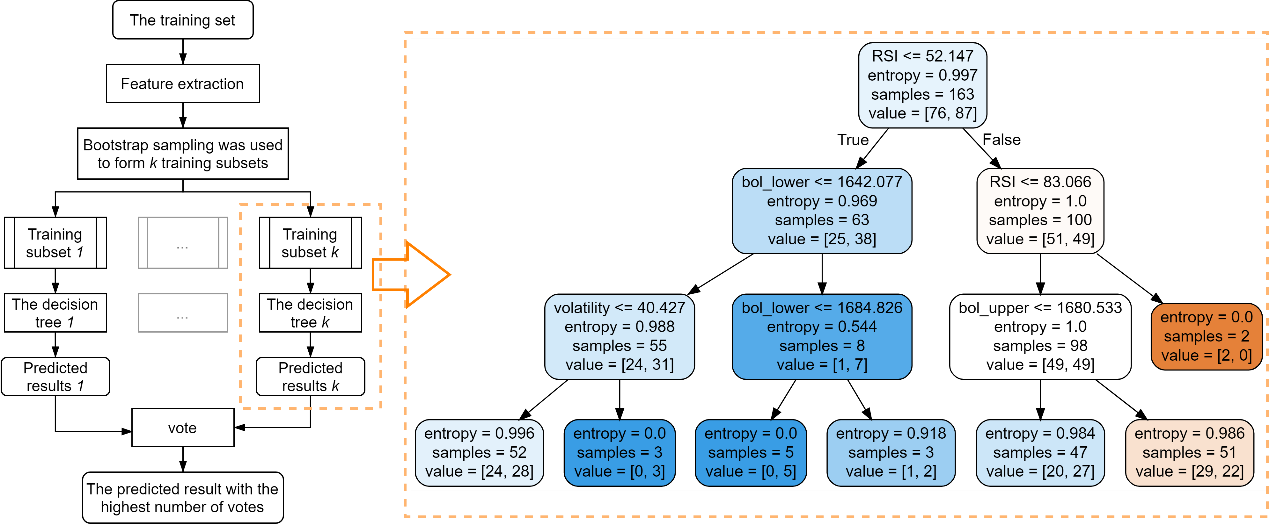 The training set
Feature extraction
Bootstrap sampling was used
to form k training subsets
Training
subset 1
...
Training
subset k
The decision
tree 1
...
The decision
tree k
Predicted
results 1
Predicted
results k
vote
The predicted result with the
highest number of votes
RSI <= 52.147
entropy = 0.997
samples = 163
value = [76, 87]
True
False
bol_lower <= 1642.077
entropy = 0.969
samples = 63
value = [25, 38]
RSI <= 83.066
entropy = 1.0
samples = 100
value = [51, 49]
volatility <= 40.427
entropy = 0.988
samples = 55
value = [24, 31]
bol_lower <= 1684.826
entropy = 0.544
samples = 8
value = [1, 7]
bol_upper <= 1680.533
entropy = 1.0
samples = 98
value = [49, 49]
entropy = 0.0
samples = 2
value = [2, 0]
entropy = 0.996
samples = 52
value = [24, 28]
entropy = 0.0
samples = 3
value = [0, 3]
entropy = 0.0
samples = 5
value = [0, 5]
entropy = 0.918
samples = 3
value = [1, 2]
entropy = 0.984
samples = 47
value = [20, 27]
entropy = 0.986
samples = 51
value = [29, 22]